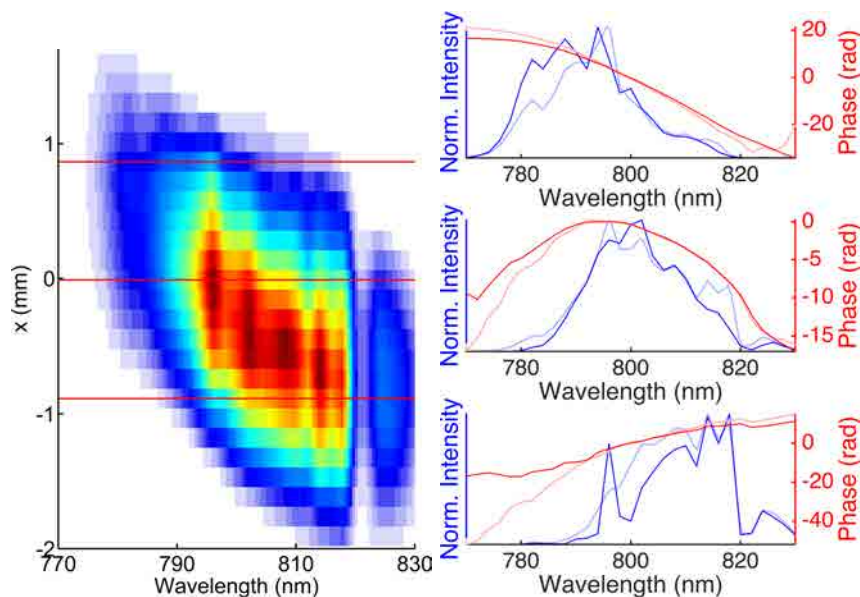 1
0
-1
-2
x (mm)
770
790
810
830
Wavelength (nm)
Norm. Intensity
780
800
820
Wavelength (nm)
20
0
-20
Phase (rad)
Norm. Intensity
780
800
820
Wavelength (nm)
0
-5
-10
-15
Phase (rad)
Norm. Intensity
780
800
820
Wavelength (nm)
0
-20
-40
Phase (rad)